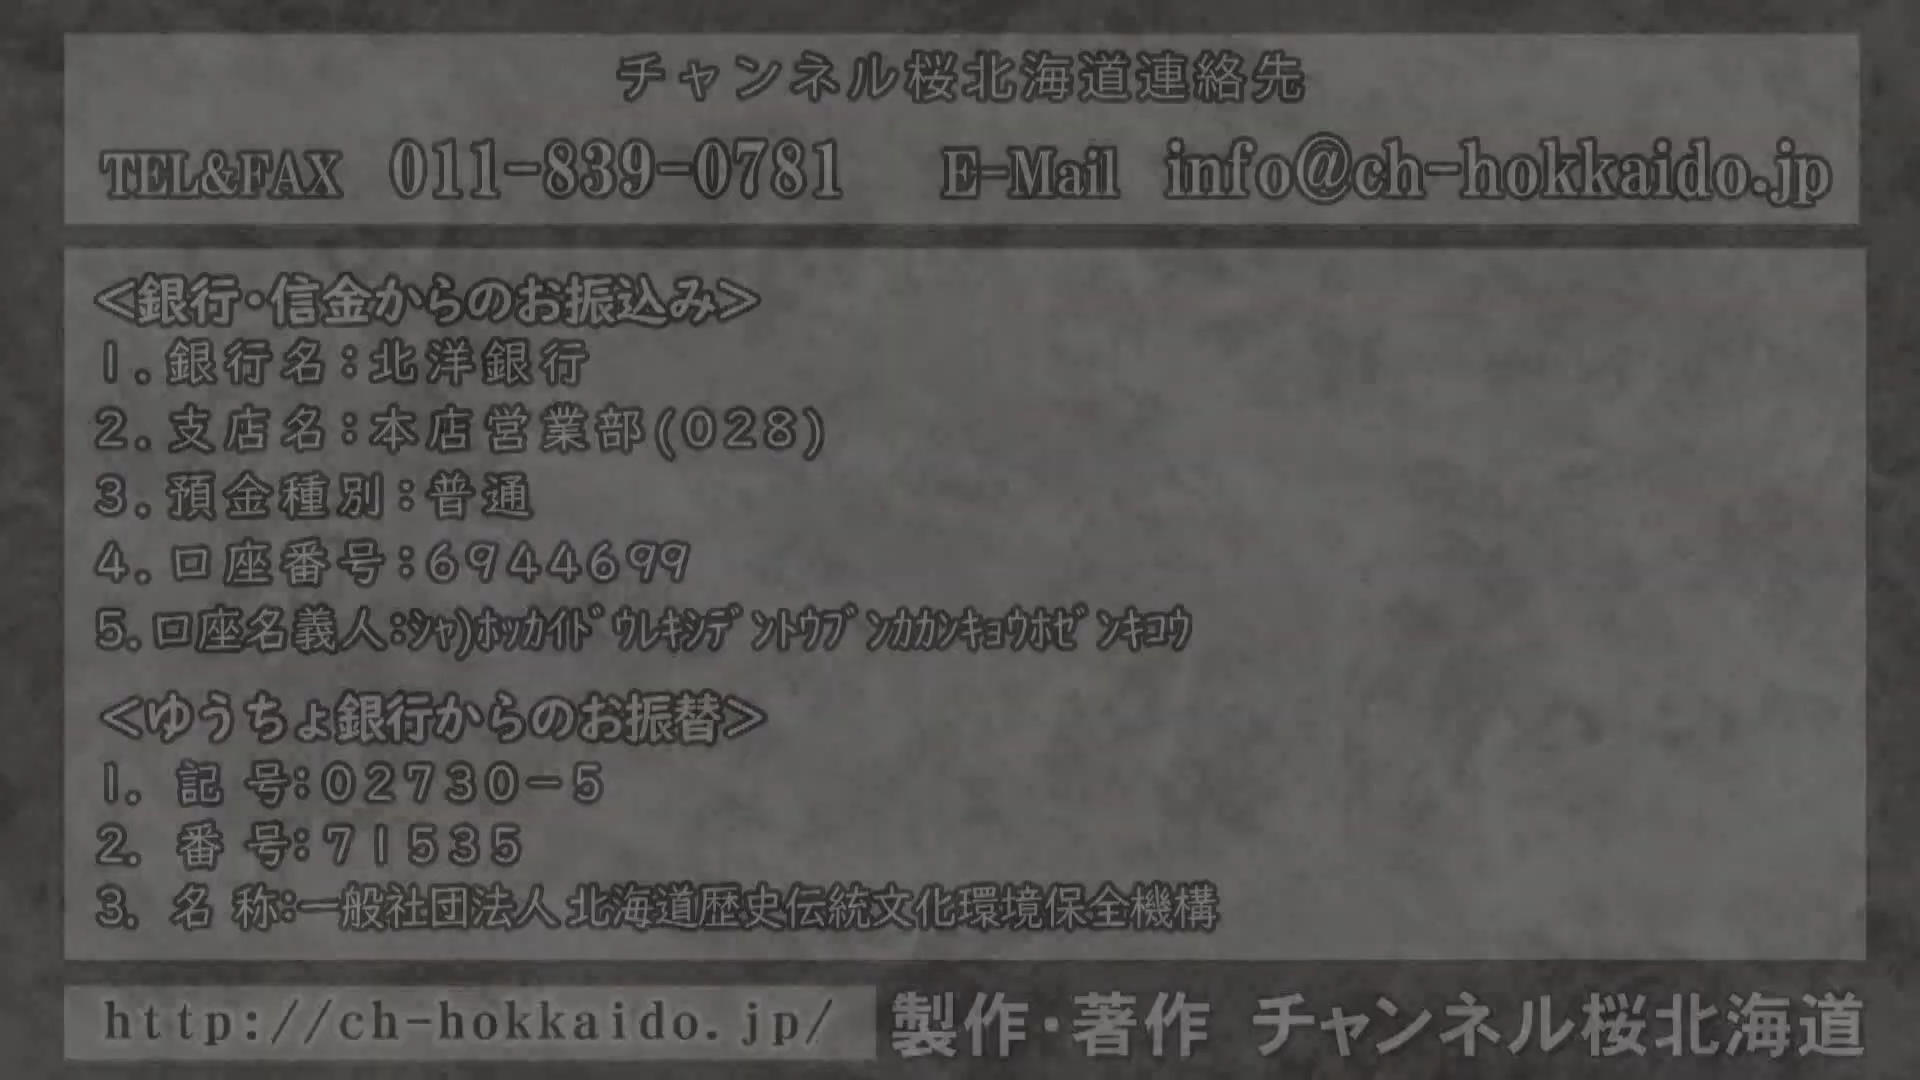 チャンネル桜北海道連絡先
TEL&FAX 011-839-0781 E-Mail info@ch-hokkaido.jp
<銀行・信金からのお振込み>
1.銀行名：北洋銀行
2.支店名：本店営業部(028)
3.預金種別：普通
4.口座番号：6944699
5.口座名義人：ｼｬ)ﾎｯｶｲﾄﾞｳﾚｷｼﾃﾞﾝﾄｳﾌﾞﾝｶｶﾝｷｮｳﾎｾﾞﾝｷｺｳ
<ゆうちょ銀行からのお振替>
1. 記 号：02730-5
2. 番 号：71535
3. 名 称：一般社団法人 北海道歴史伝統文化環境保全機構
http://ch-hokkaido.jp/ 製作・著作 チャンネル桜北海道